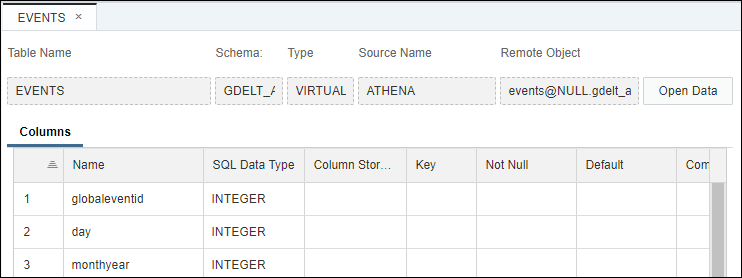 EVENTS ×
Table Name Schema: Type Source Name Remote Object
EVENTS GDELT_A VIRTUAL ATHENA events@NULL.gdelt_a Open Data
Columns
Name SQL Data Type Column Stor... Key Not Null Default Com
1 globaleventid INTEGER
2 day INTEGER
3 monthyear INTEGER